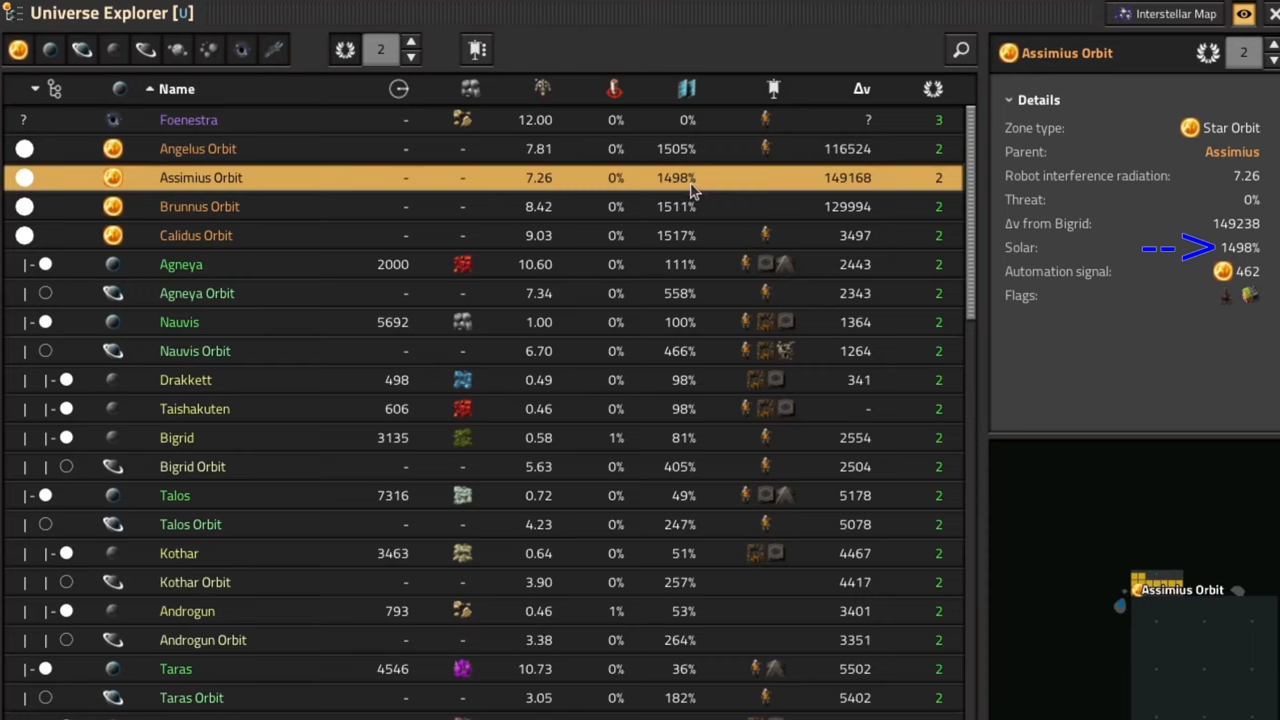 Universe Explorer [U]
Interstellar Map
2
Assimius Orbit 2
Name Δv
? Foenestra - 12.00 0% 0% ? 3
Angelus Orbit - - 7.81 0% 1505% 116524 2
Assimius Orbit - - 7.26 0% 1498% 149168 2
Brunnus Orbit - - 8.42 0% 1511% 129994 2
Calidus Orbit - - 9.03 0% 1517% 3497 2
|- Agneya 2000 10.60 0% 111% 2443 2
| Agneya Orbit - - 7.34 0% 558% 2343 2
|- Nauvis 5692 1.00 0% 100% 1364 2
| Nauvis Orbit - - 6.70 0% 466% 1264 2
| |- Drakkett 498 0.49 0% 98% 341 2
| |- Taishakuten 606 0.46 0% 98% - 2
| |- Bigrid 3135 0.58 1% 81% 2554 2
| | Bigrid Orbit - - 5.63 0% 405% 2504 2
|- Talos 7316 0.72 0% 49% 5178 2
| Talos Orbit - - 4.23 0% 247% 5078 2
| |- Kothar 3463 0.64 0% 51% 4467 2
| | Kothar Orbit - - 3.90 0% 257% 4417 2
| |- Androgun 793 0.46 1% 53% 3401 2
| | Androgun Orbit - - 3.38 0% 264% 3351 2
|- Taras 4546 10.73 0% 36% 5502 2
| Taras Orbit - - 3.05 0% 182% 5402 2
Details
Zone type: Star Orbit
Parent: Assimius
Robot interference radiation: 7.26
Threat: 0%
Δv from Bigrid: 149238
Solar: --> 1498%
Automation signal: 462
Flags:
Assimius Orbit